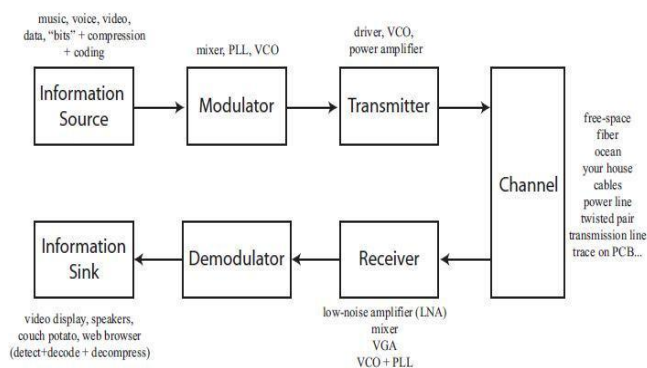 music, voice, video,
data, "bits" + compression
+ coding
mixer, PLL, VCO
driver, VCO,
power amplifier
Information
Source
Modulator
Transmitter
Channel
free-space
fiber
ocean
your house
cables
power line
twisted pair
transmission line
trace on PCB...
Information
Sink
Demodulator
Receiver
video display, speakers,
couch potato, web browser
(detect+decode + decompress)
low-noise amplifier (LNA)
mixer
VGA
VCO + PLL